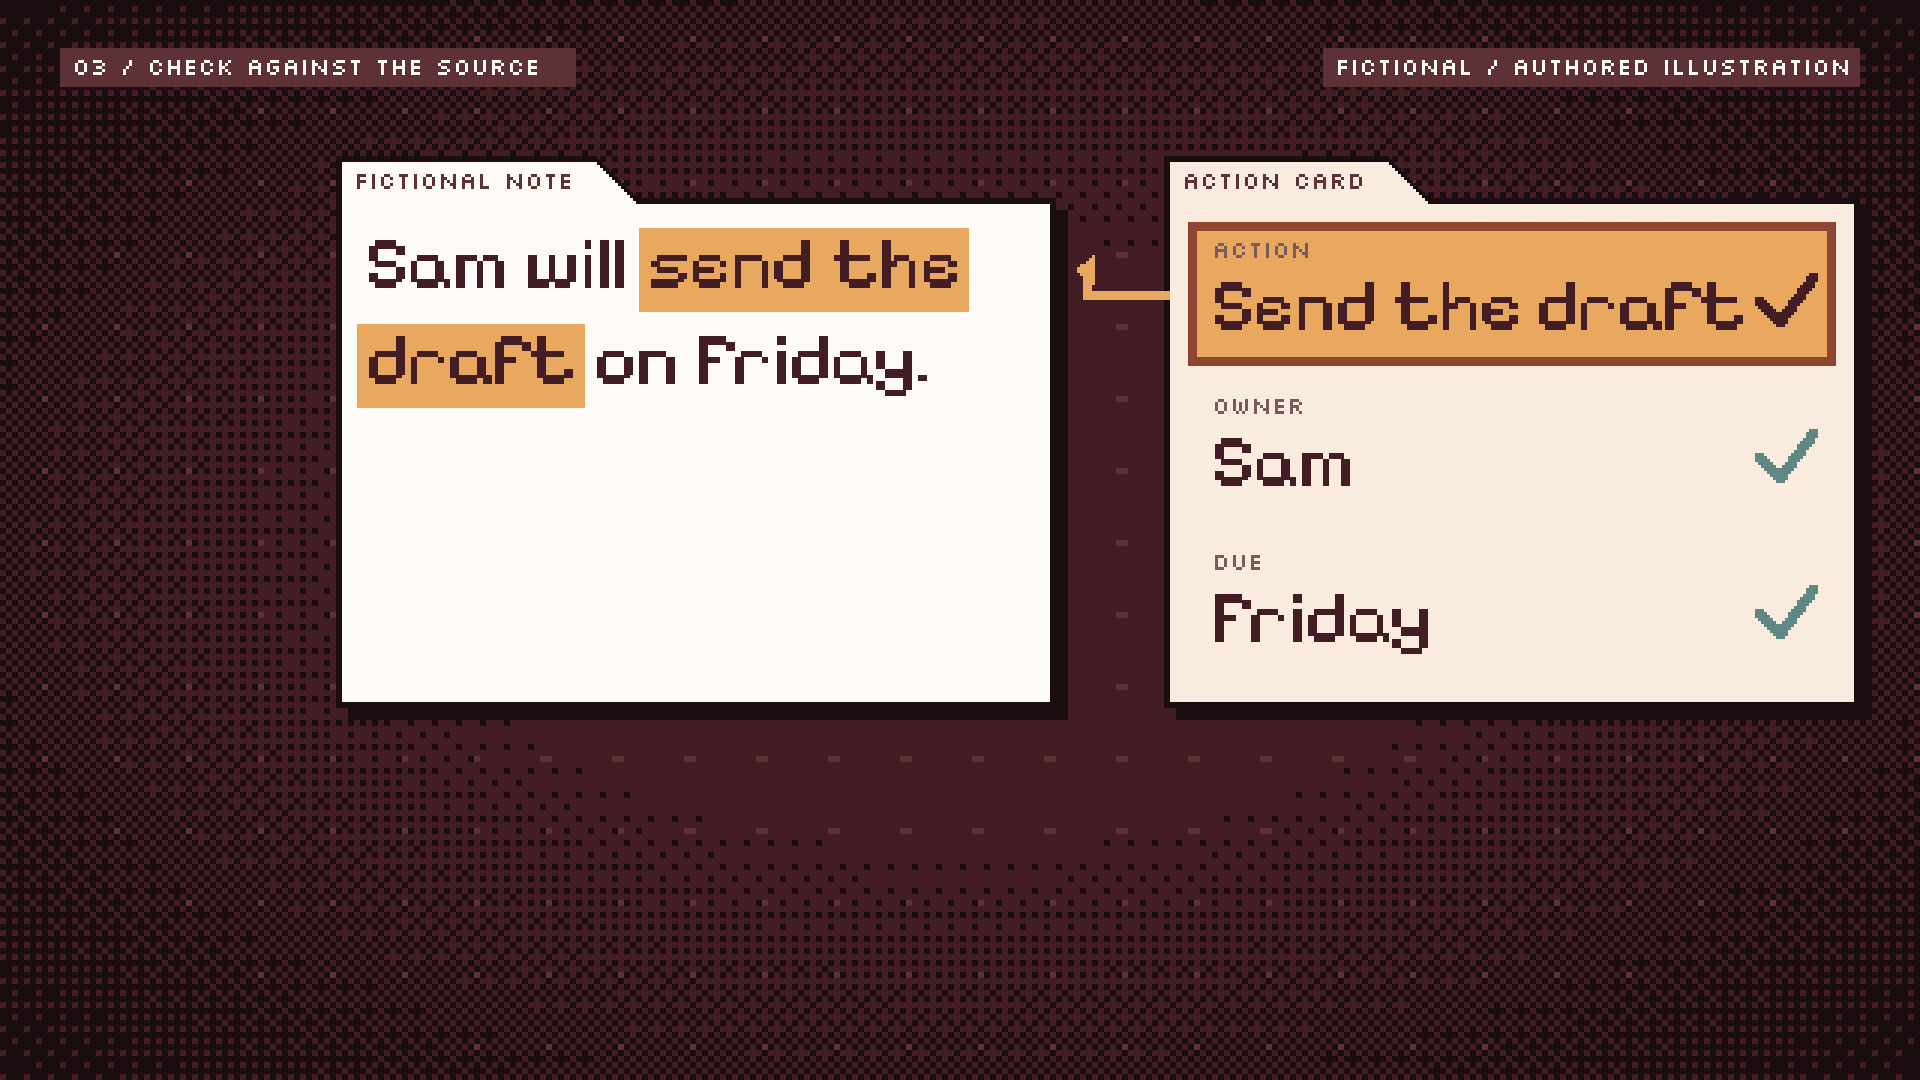 03 / CHECK AGAINST THE SOURCE
FICTIONAL / AUTHORED ILLUSTRATION
FICTIONAL NOTE
Sam will send the
draft on Friday.
ACTION CARD
ACTION
Send the draft
OWNER
Sam
DUE
Friday